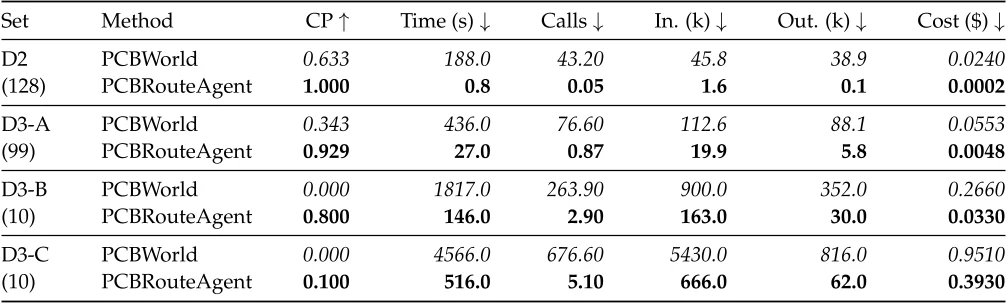 Set Method CP ↑ Time (s) ↓ Calls ↓ In. (k) ↓ Out. (k) ↓ Cost ($) ↓
D2 PCBWorld 0.633 188.0 43.20 45.8 38.9 0.0240
(128) PCBRouteAgent 1.000 0.8 0.05 1.6 0.1 0.0002
D3-A PCBWorld 0.343 436.0 76.60 112.6 88.1 0.0553
(99) PCBRouteAgent 0.929 27.0 0.87 19.9 5.8 0.0048
D3-B PCBWorld 0.000 1817.0 263.90 900.0 352.0 0.2660
(10) PCBRouteAgent 0.800 146.0 2.90 163.0 30.0 0.0330
D3-C PCBWorld 0.000 4566.0 676.60 5430.0 816.0 0.9510
(10) PCBRouteAgent 0.100 516.0 5.10 666.0 62.0 0.3930